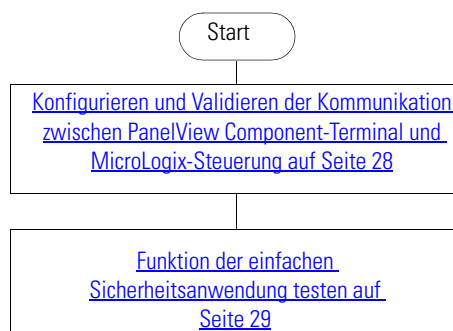 Start
Konfigurieren und Validieren der Kommunikation
zwischen PanelView Component-Terminal und
MicroLogix-Steuerung auf Seite 28
Funktion der einfachen
Sicherheitsanwendung testen auf
Seite 29